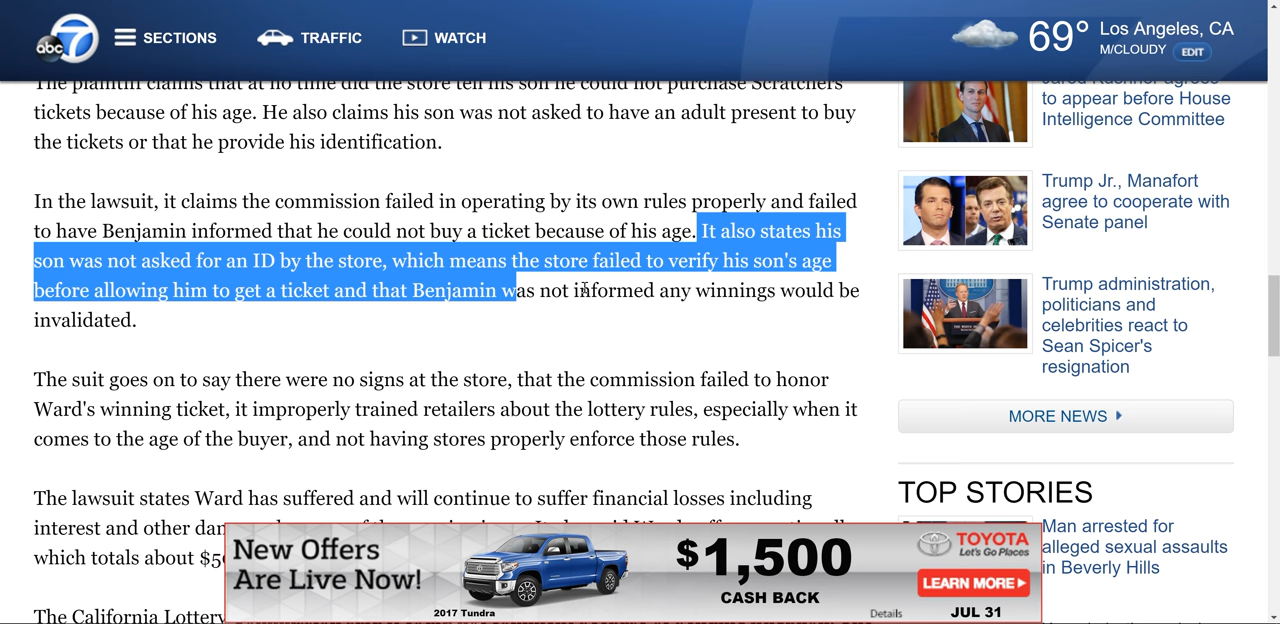 abc 7
SECTIONS
TRAFFIC
WATCH
69° Los Angeles, CA
M/CLOUDY EDIT
The plaintiff claims that at no time did the store tell his son he could not purchase Scratchers
tickets because of his age. He also claims his son was not asked to have an adult present to buy
the tickets or that he provide his identification.
In the lawsuit, it claims the commission failed in operating by its own rules properly and failed
to have Benjamin informed that he could not buy a ticket because of his age. It also states his
son was not asked for an ID by the store, which means the store failed to verify his son's age
before allowing him to get a ticket and that Benjamin was not informed any winnings would be
invalidated.
The suit goes on to say there were no signs at the store, that the commission failed to honor
Ward's winning ticket, it improperly trained retailers about the lottery rules, especially when it
comes to the age of the buyer, and not having stores properly enforce those rules.
The lawsuit states Ward has suffered and will continue to suffer financial losses including
interest and other
which totals about $5
The California Lottery
Jared Kushner agrees
to appear before House
Intelligence Committee
Trump Jr., Manafort
agree to cooperate with
Senate panel
Trump administration,
politicians and
celebrities react to
Sean Spicer's
resignation
MORE NEWS
TOP STORIES
Man arrested for
alleged sexual assaults
in Beverly Hills
New Offers
Are Live Now!
2017 Tundra
$1,500
CASH BACK
Details
TOYOTA
Let's Go Places
LEARN MORE
JUL 31